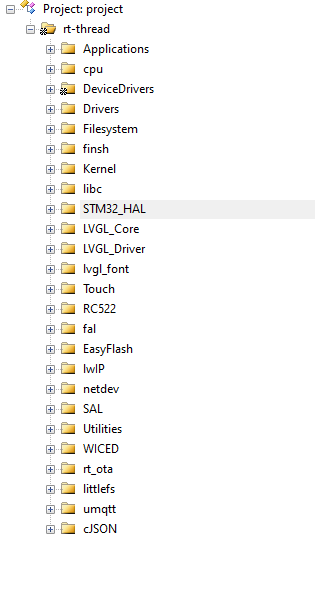 Project: project
rt-thread
Applications
cpu
DeviceDrivers
Drivers
Filesystem
finsh
Kernel
libc
STM32_HAL
LVGL_Core
LVGL_Driver
lvgl_font
Touch
RC522
fal
EasyFlash
lwIP
netdev
SAL
Utilities
WICED
rt_ota
littlefs
umqtt
cJSON